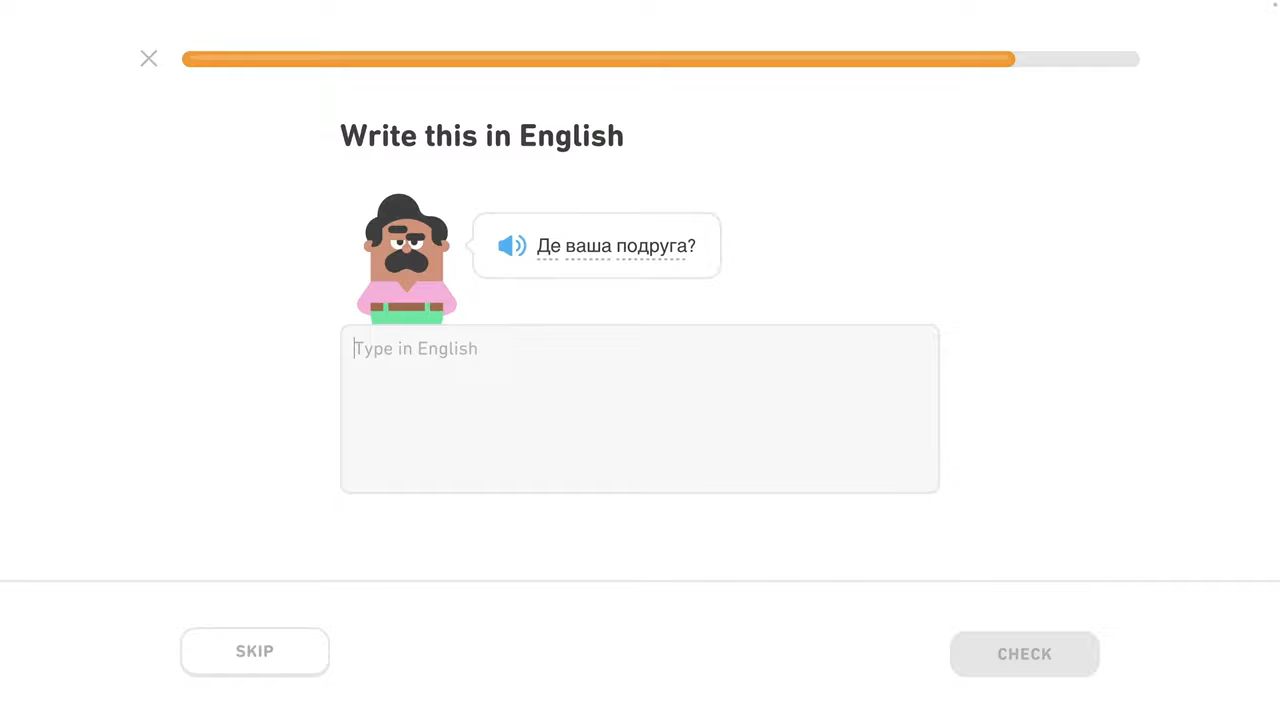 Write this in English
Де ваша подруга?
Type in English
SKIP
CHECK